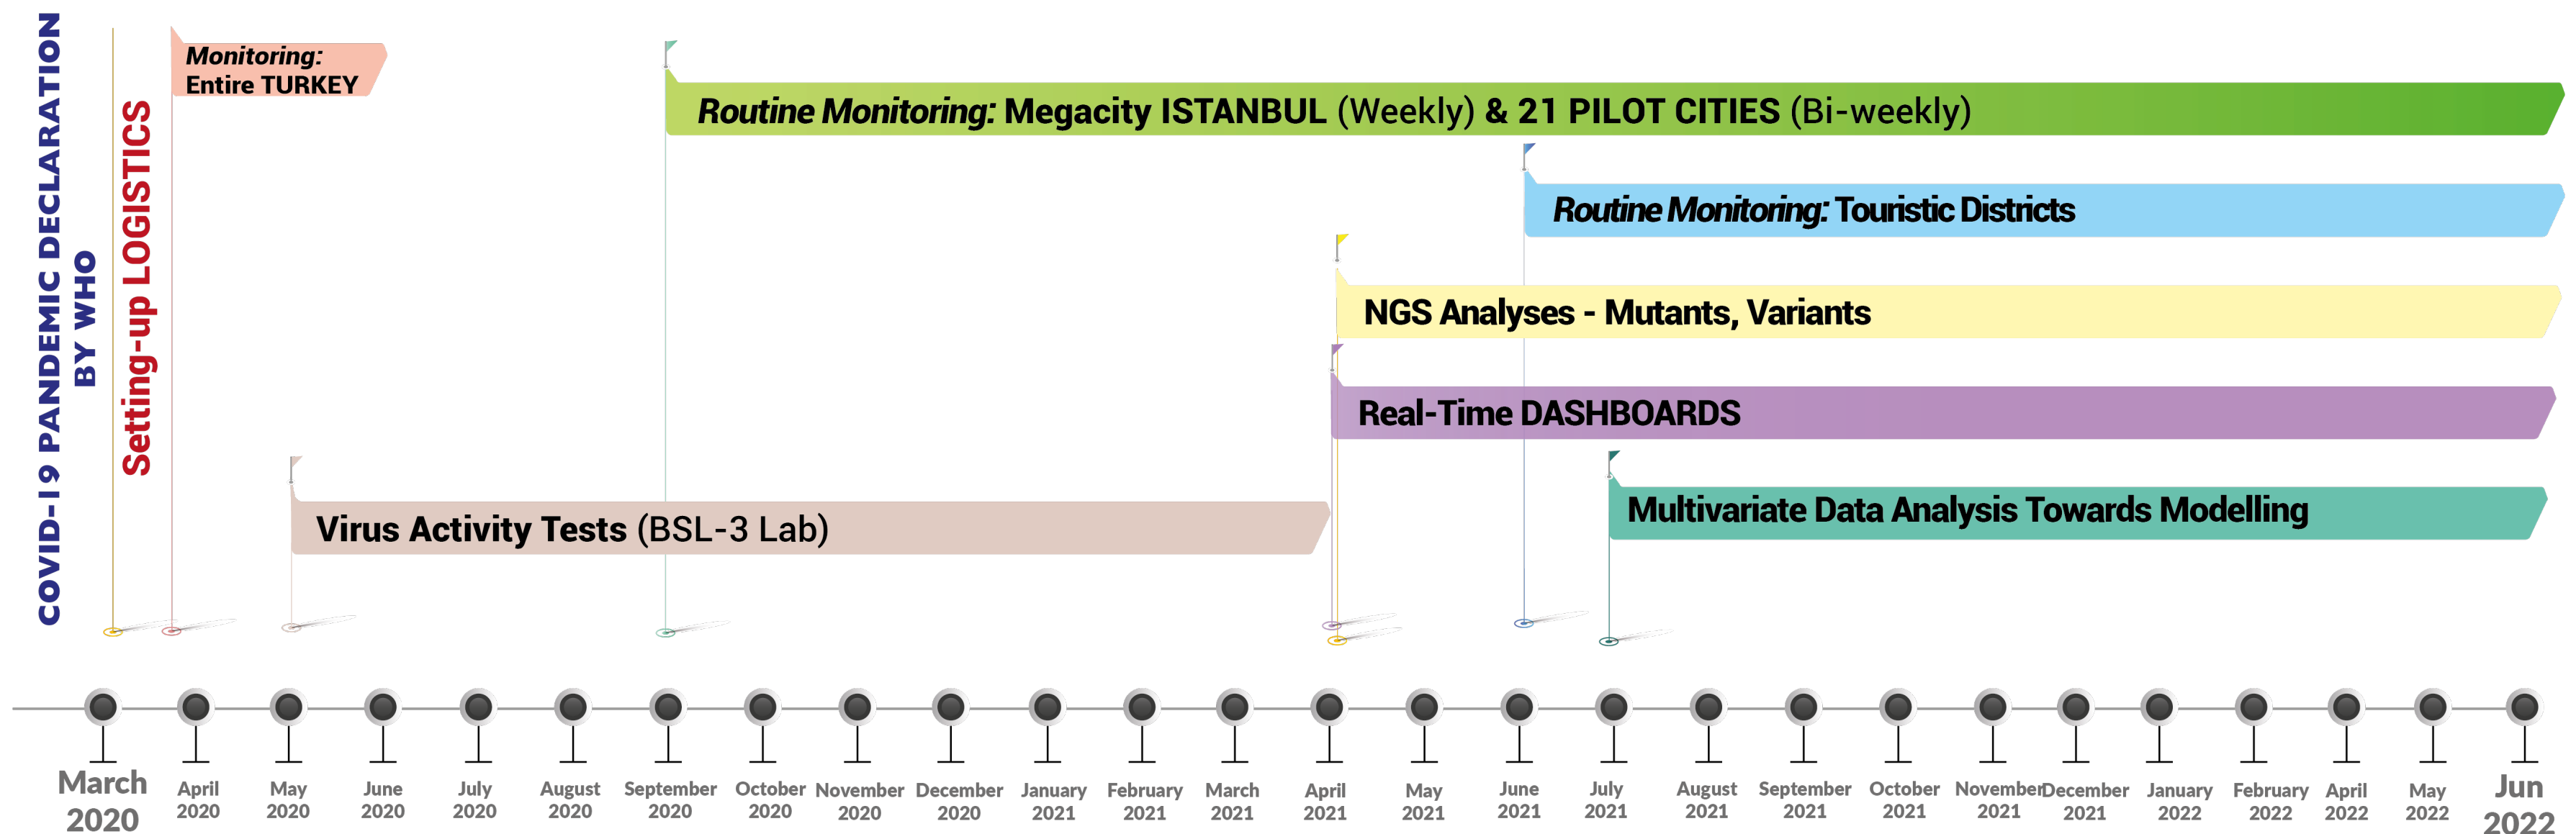 COVID-19 PANDEMIC DECLARATION
BY WHO
Setting-up LOGISTICS
Monitoring:
Entire TURKEY
Routine Monitoring: Megacity ISTANBUL (Weekly) & 21 PILOT CITIES (Bi-weekly)
Routine Monitoring: Touristic Districts
NGS Analyses - Mutants, Variants
Real-Time DASHBOARDS
Virus Activity Tests (BSL-3 Lab)
Multivariate Data Analysis Towards Modelling
March
2020
April
2020
May
2020
June
2020
July
2020
August
2020
September
2020
October
2020
November
2020
December
2020
January
2021
February
2021
March
2021
April
2021
May
2021
June
2021
July
2021
August
2021
September
2021
October
2021
November
2021
December
2021
January
2022
February
2022
April
2022
May
2022
Jun
2022